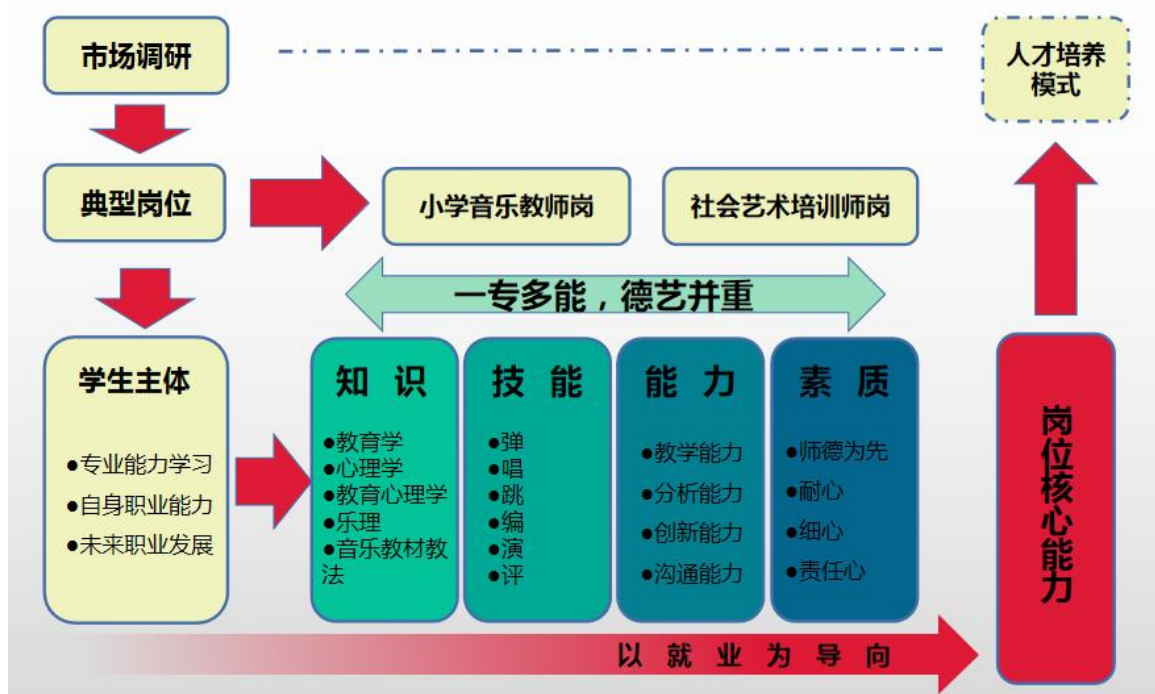 市场调研
人才培养
模式
典型岗位
小学音乐教师岗
社会艺术培训师岗
一专多能，德艺并重
学生主体
●专业能力学习
●自身职业能力
●未来职业发展
知 识
●教育学
●心理学
●教育心理学
●乐理
●音乐教材教
法
技 能
●弹
●唱
●跳
●编
●演
●评
能 力
●教学能力
●分析能力
●创新能力
●沟通能力
素 质
●师德为先
●耐心
●细心
●责任心
岗位核心能力
以 就 业 为 导 向